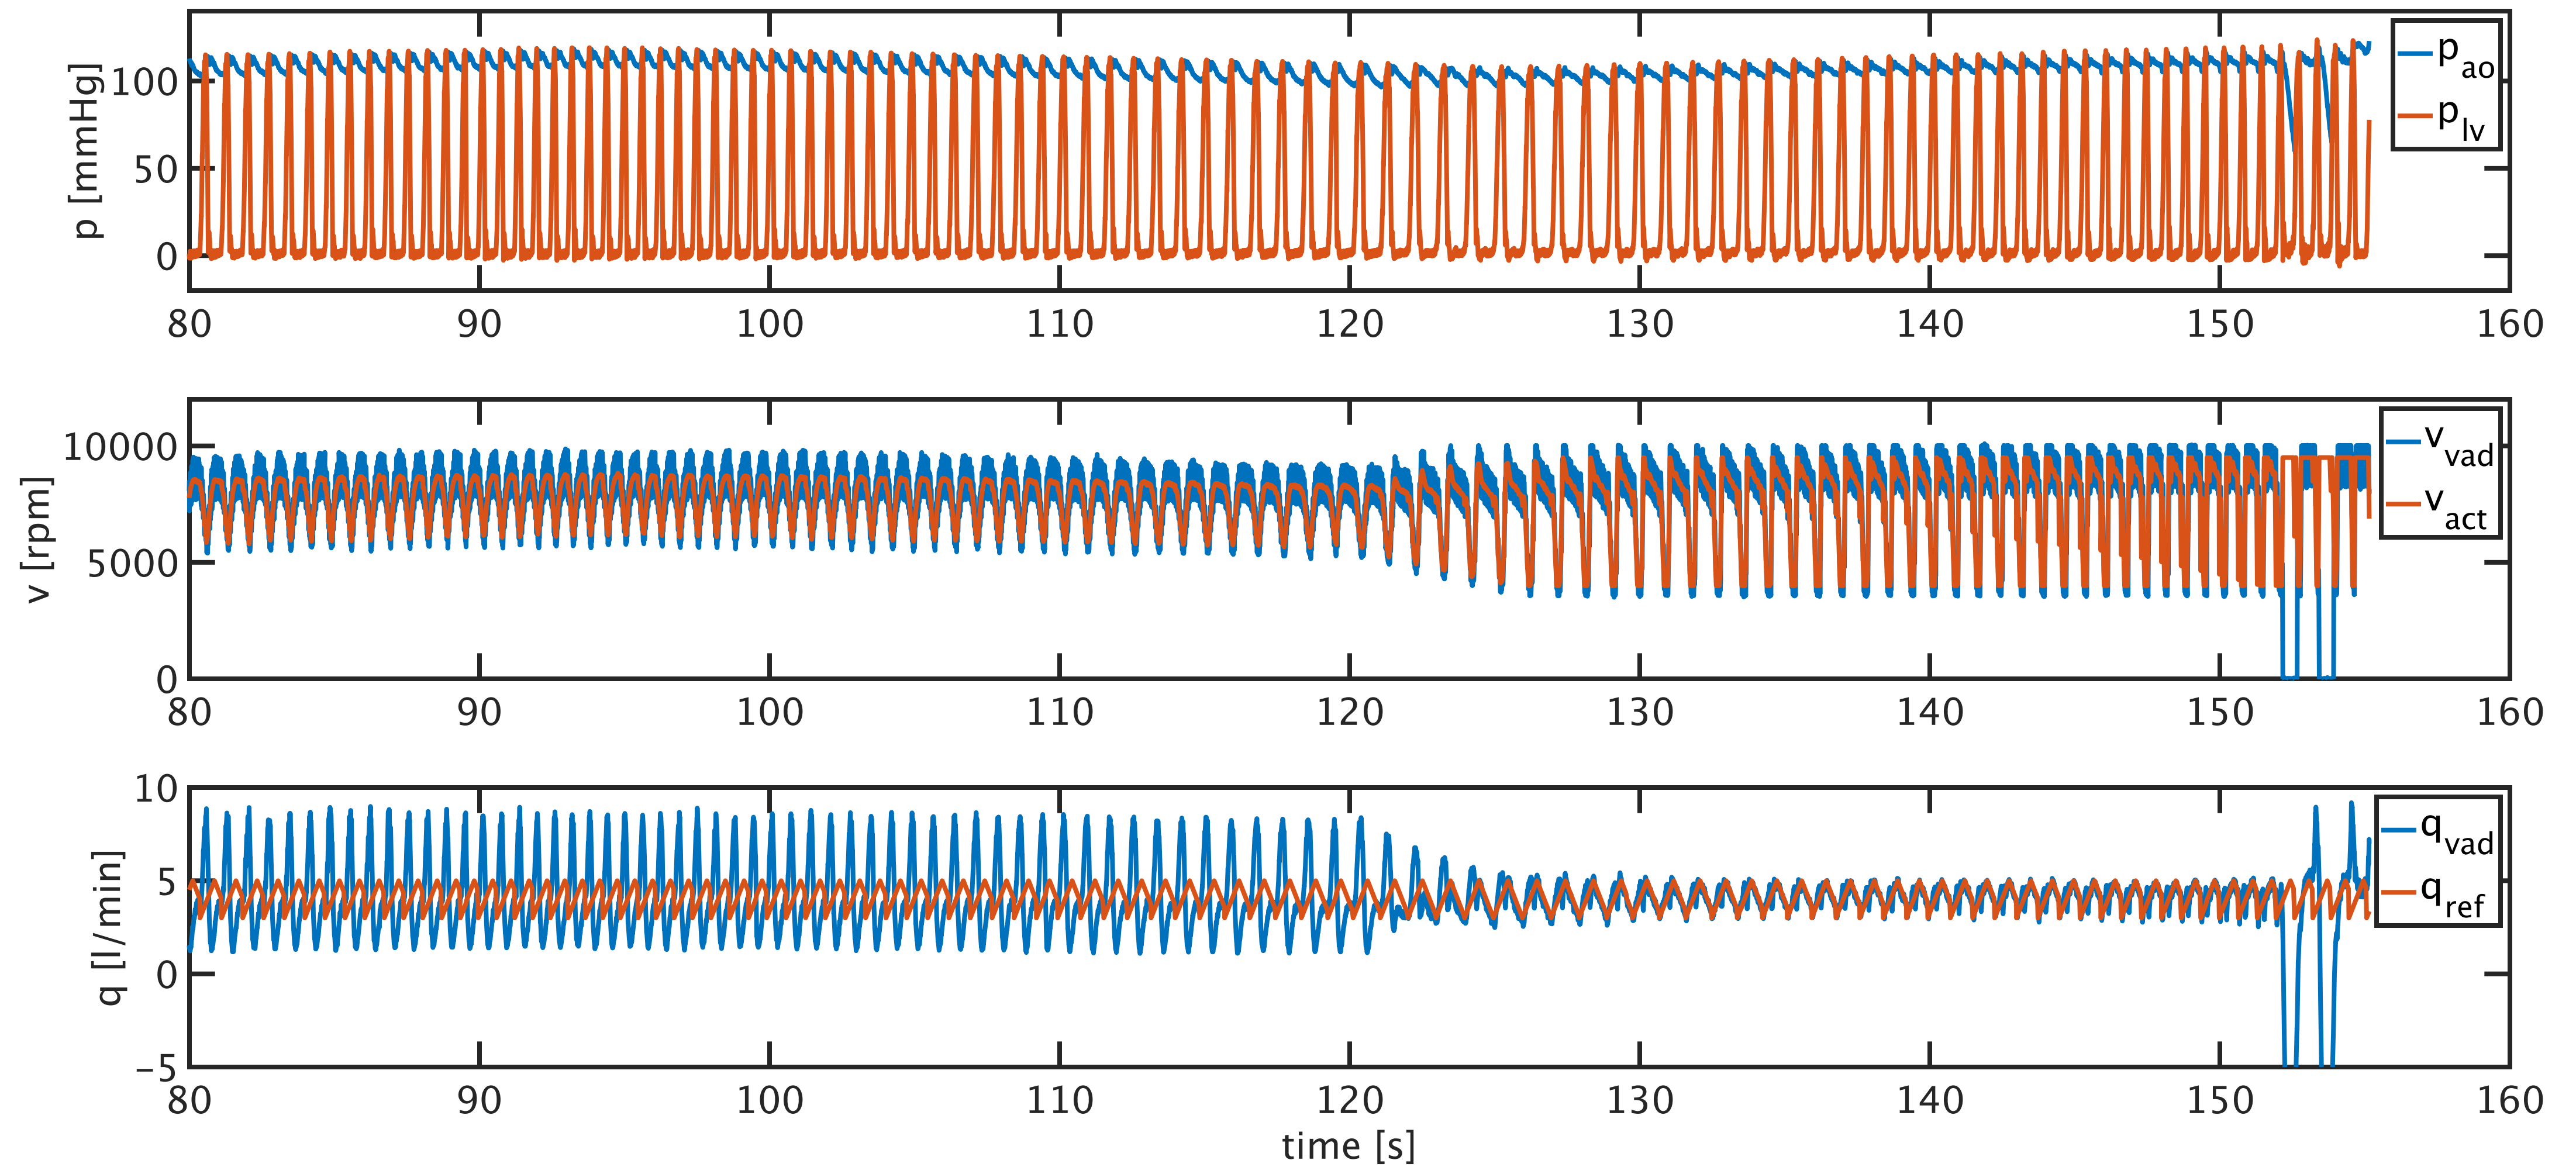 p [mmHg]
100
50
0
80 90 100 110 120 130 140 150 160
p_ao
p_lv
v [rpm]
10000
5000
0
80 90 100 110 120 130 140 150 160
v_vad
v_act
q [l/min]
10
5
0
−5
80 90 100 110 120 130 140 150 160
q_vad
q_ref
time [s]